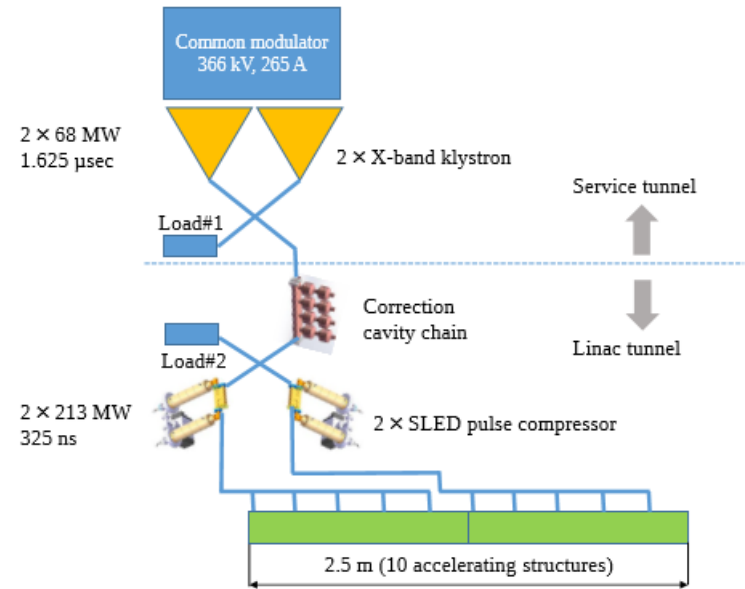 Common modulator
366 kV, 265 A
2 × 68 MW
1.625 μsec
2 × X-band klystron
Service tunnel
Load#1
Correction
cavity chain
Linac tunnel
Load#2
2 × 213 MW
325 ns
2 × SLED pulse compressor
2.5 m (10 accelerating structures)